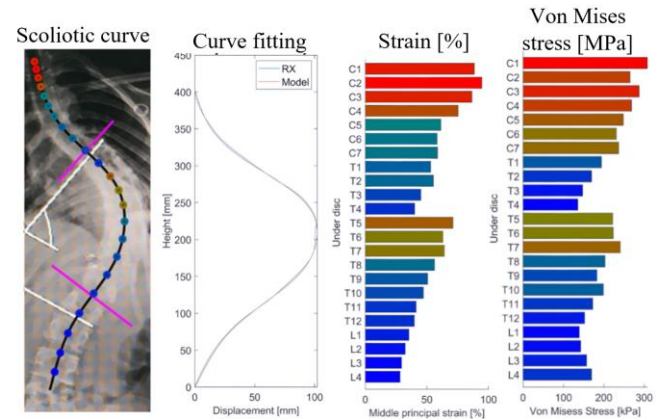 Scoliotic curve
Curve fitting
Strain [%]
Von Mises
stress [MPa]
450
400
350
300
250
200
150
100
50
0
Height [mm]
RX
Model
0
50
100
Displacement [mm]
Under disc
C1
C2
C3
C4
C5
C6
C7
T1
T2
T3
T4
T5
T6
T7
T8
T9
T10
T11
T12
L1
L2
L3
L4
0
50
100
Middle principal strain [%]
Under disc
C1
C2
C3
C4
C5
C6
C7
T1
T2
T3
T4
T5
T6
T7
T8
T9
T10
T11
T12
L1
L2
L3
L4
0
100
200
300
Von Misess Stress [kPa]